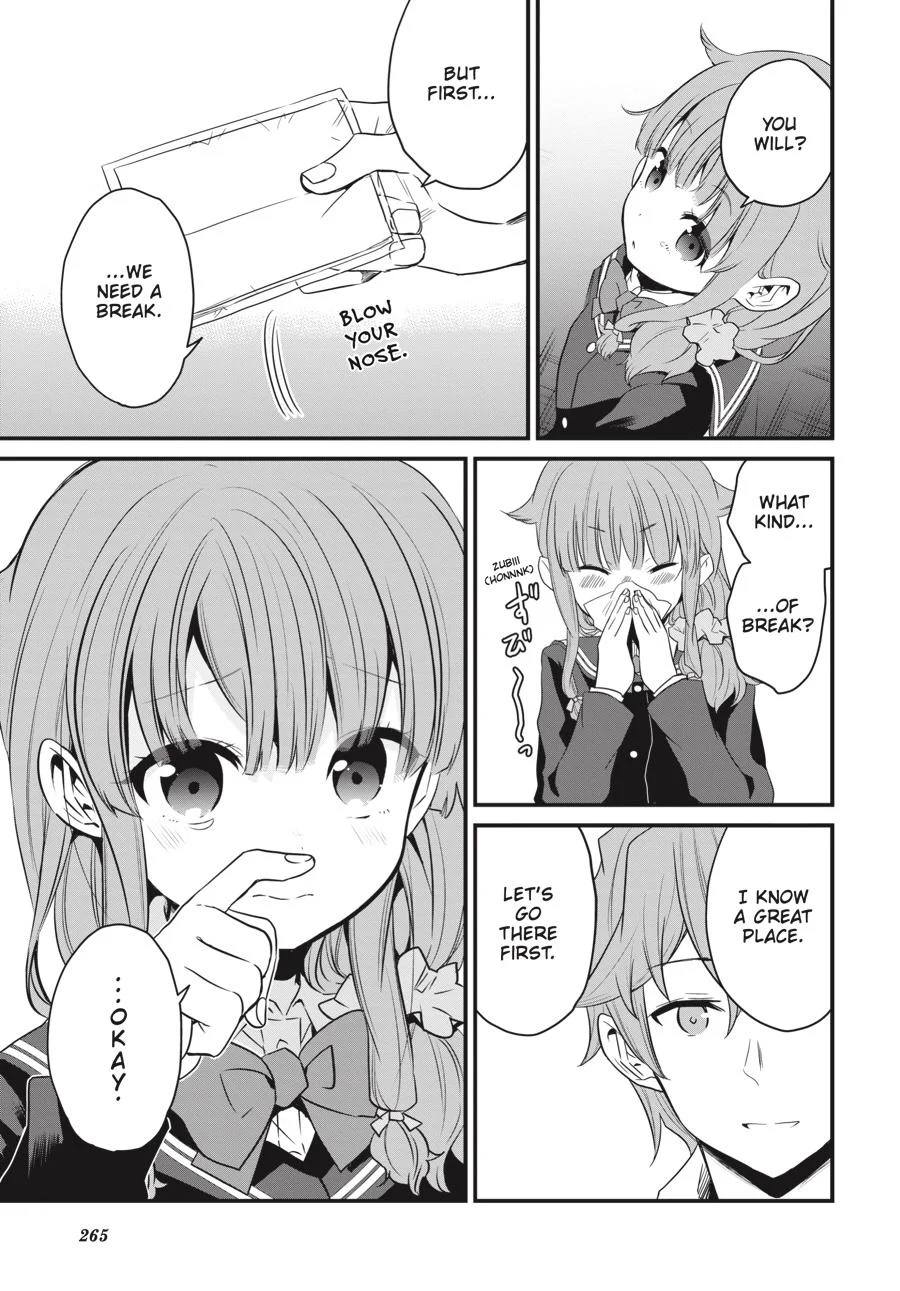 YOU
WILL?
BUT
FIRST...
...WE
NEED A
BREAK.
BLOW
YOUR
NOSE.
WHAT
KIND...
...OF
BREAK?
ZUBIII
(HONNNK)
ずび〜〜っ
I KNOW
A GREAT
PLACE.
LET'S
GO
THERE
FIRST.
...OKAY.
265